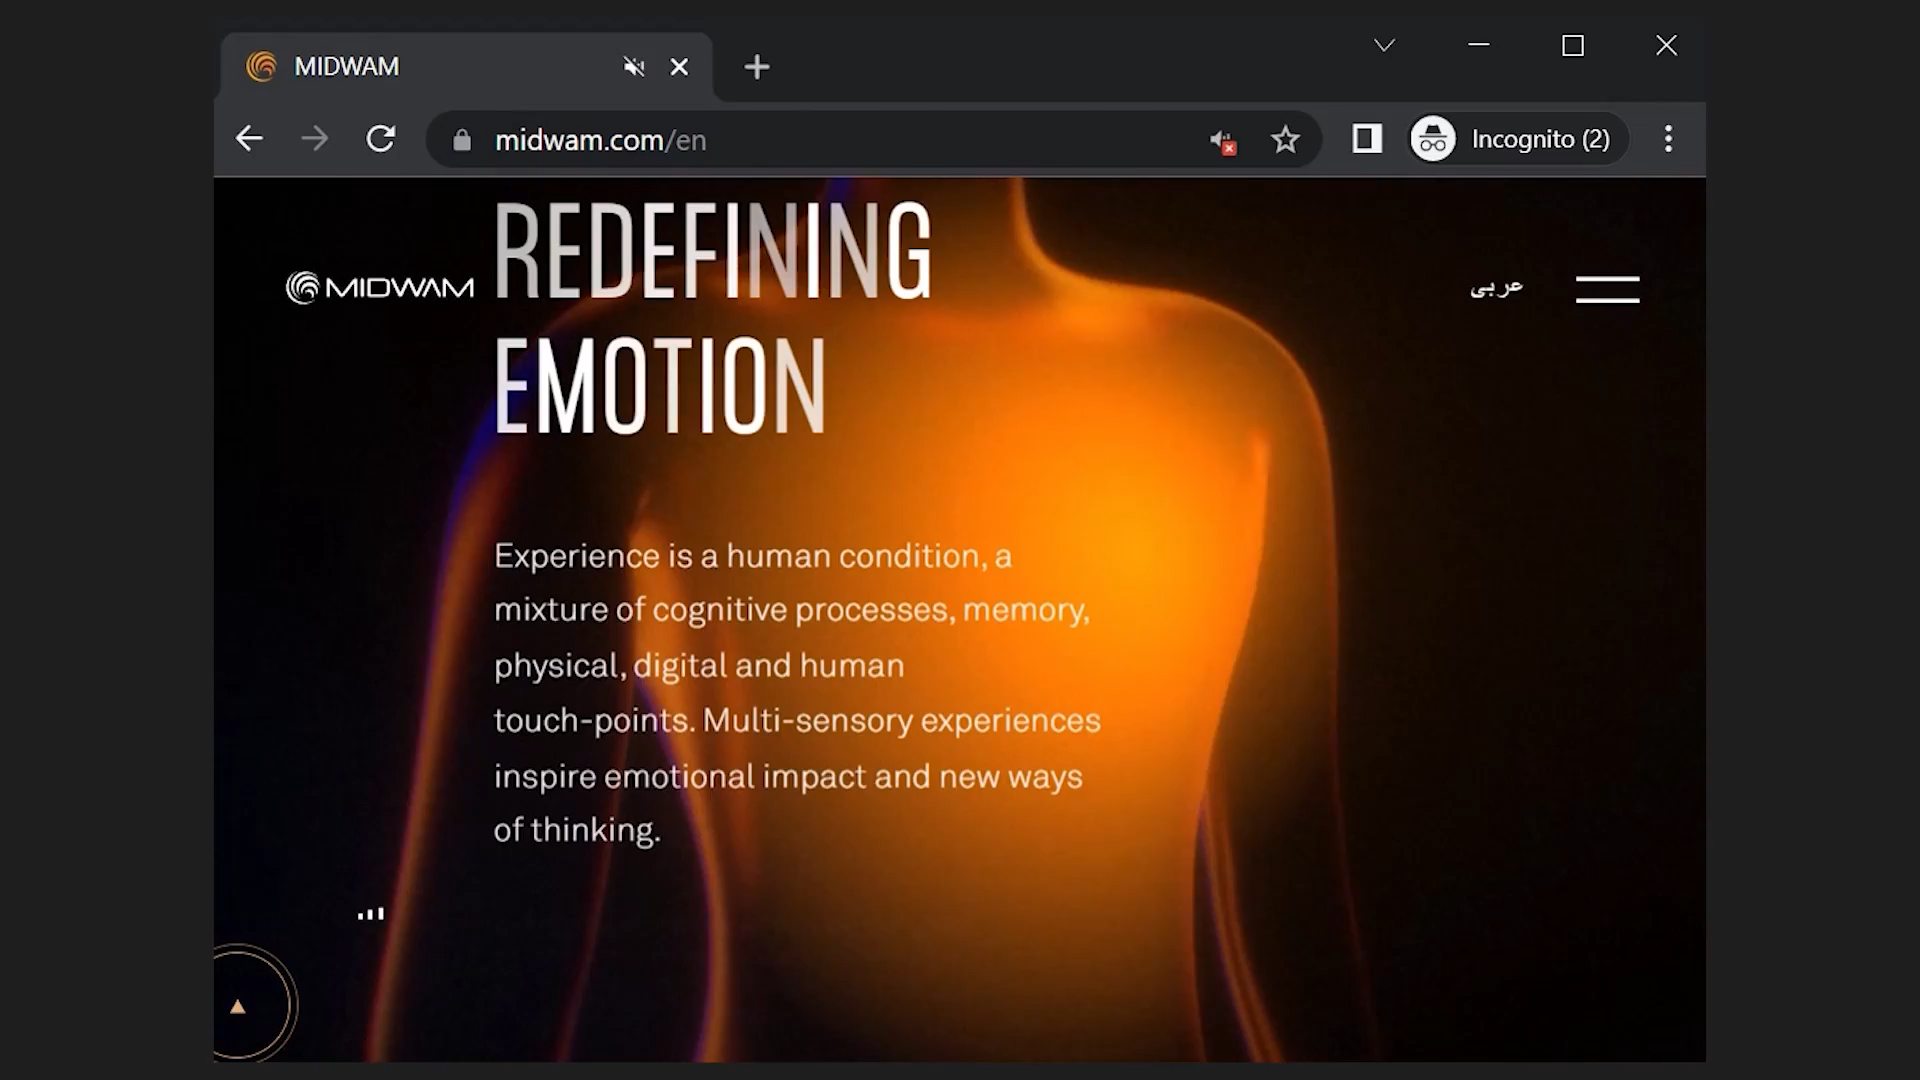 MIDWAM
midwam.com/en
Incognito (2)
REDEFINING
MIDWAM
عربي
EMOTION
Experience is a human condition, a
mixture of cognitive processes, memory,
physical, digital and human
touch-points. Multi-sensory experiences
inspire emotional impact and new ways
of thinking.